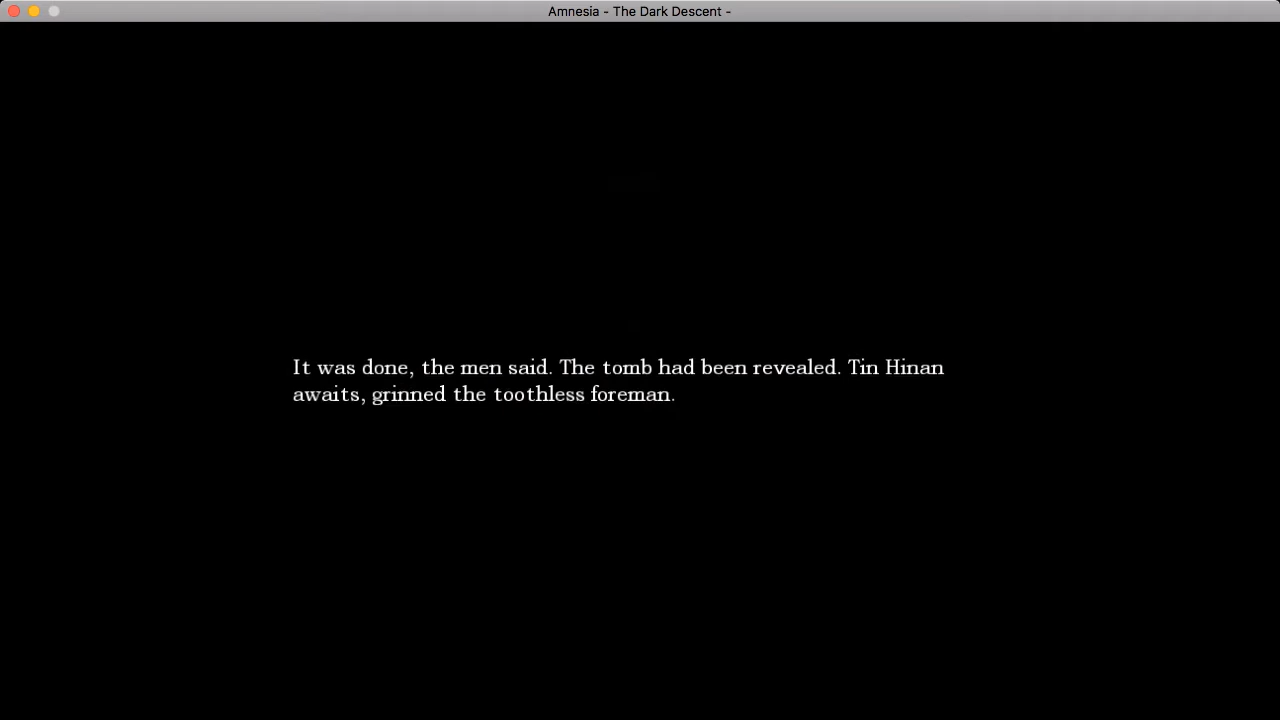 Amnesia - The Dark Descent -
It was done, the men said. The tomb had been revealed. Tin Hinan
awaits, grinned the toothless foreman.